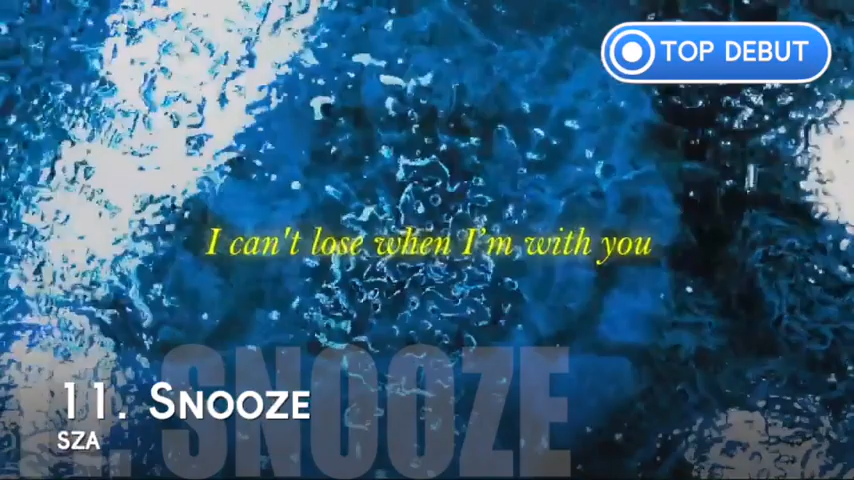 TOP DEBUT
I can't lose when I'm with you
SNOOZE
11. SNOOZE
SZA